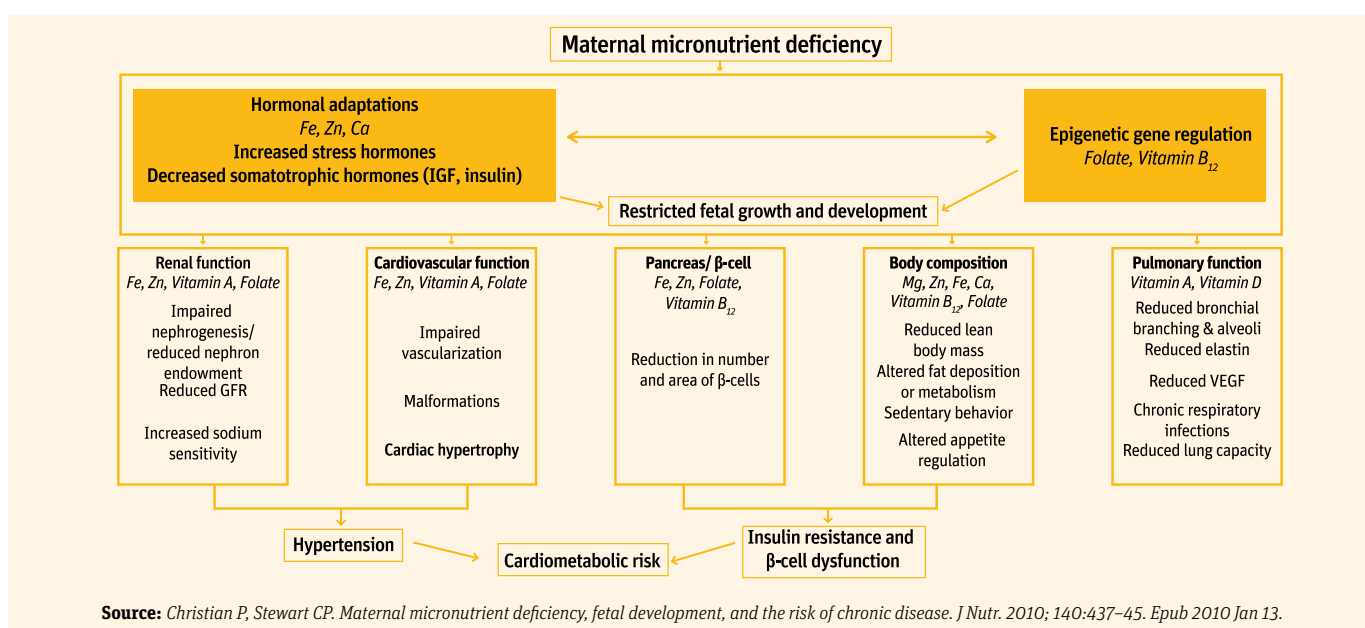 Maternal micronutrient deficiency
Hormonal adaptations
Fe, Zn, Ca
Increased stress hormones
Decreased somatotrophic hormones (IGF, insulin)
Epigenetic gene regulation
Folate, Vitamin B12
Restricted fetal growth and development
Renal function
Fe, Zn, Vitamin A, Folate
Impaired
nephrogenesis/
reduced nephron
endowment
Reduced GFR
Increased sodium
sensitivity
Cardiovascular function
Fe, Zn, Vitamin A, Folate
Impaired
vascularization
Malformations
Cardiac hypertrophy
Pancreas/ β-cell
Fe, Zn, Folate,
Vitamin B12
Reduction in number
and area of β-cells
Body composition
Mg, Zn, Fe, Ca,
Vitamin B12, Folate
Reduced lean
body mass
Altered fat deposition
or metabolism
Sedentary behavior
Altered appetite
regulation
Pulmonary function
Vitamin A, Vitamin D
Reduced bronchial
branching & alveoli
Reduced elastin
Reduced VEGF
Chronic respiratory
infections
Reduced lung capacity
Hypertension
Cardiometabolic risk
Insulin resistance and
β-cell dysfunction
Source: Christian P, Stewart CP. Maternal micronutrient deficiency, fetal development, and the risk of chronic disease. J Nutr. 2010; 140:437–45. Epub 2010 Jan 13.